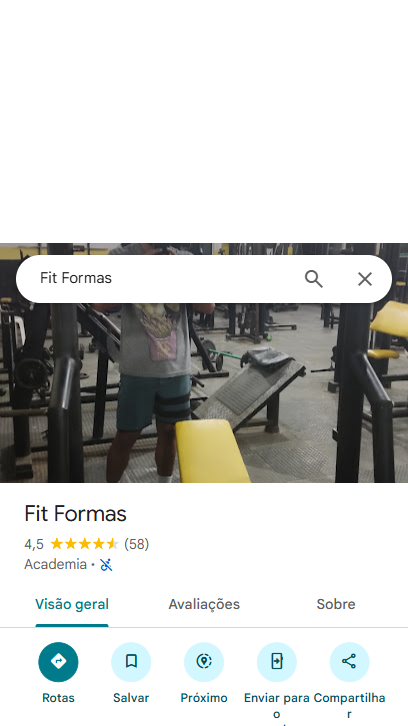 Fit Formas
Fit Formas
4,5 (58)
Academia •
Visão geral
Avaliações
Sobre
Rotas
Salvar
Próximo
Enviar para o
Compartilhar